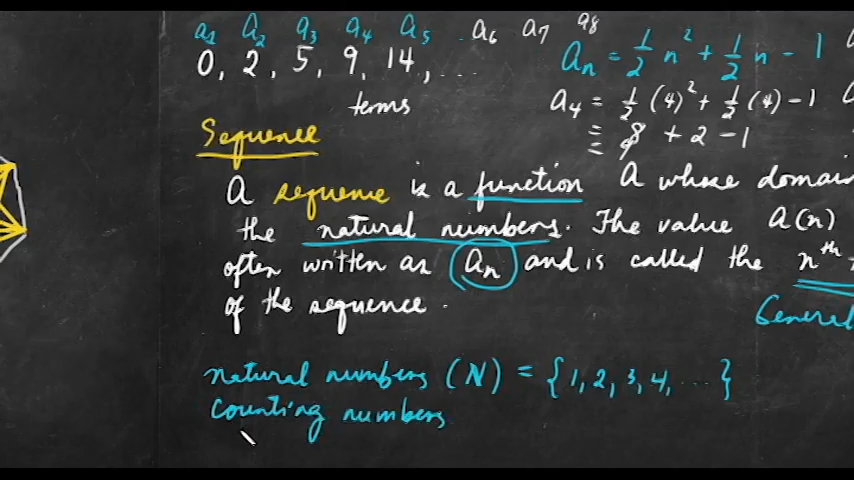 a1 a2 a3 a4 a5 a6 a7 a8
0, 2, 5, 9, 14, ...
terms
an = 1/2 n² + 1/2 n - 1
a4 = 1/2 (4)² + 1/2 (4) - 1
= 8 + 2 - 1
Sequence
A sequence is a function A whose domain
the natural numbers. The value A(n)
often written as an and is called the nth
of the sequence.
General
natural numbers (N) = {1, 2, 3, 4, ...}
Counting numbers